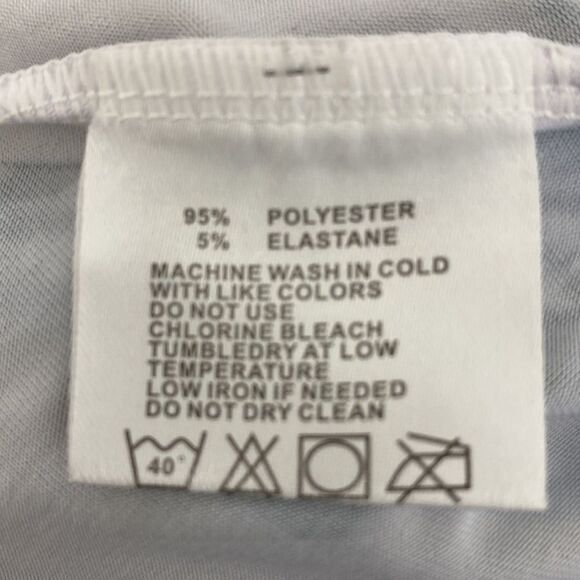 95% POLYESTER
5% ELASTANE
MACHINE WASH IN COLD
WITH LIKE COLORS
DO NOT USE
CHLORINE BLEACH
TUMBLEDRY AT LOW
TEMPERATURE
LOW IRON IF NEEDED
DO NOT DRY CLEAN
40°